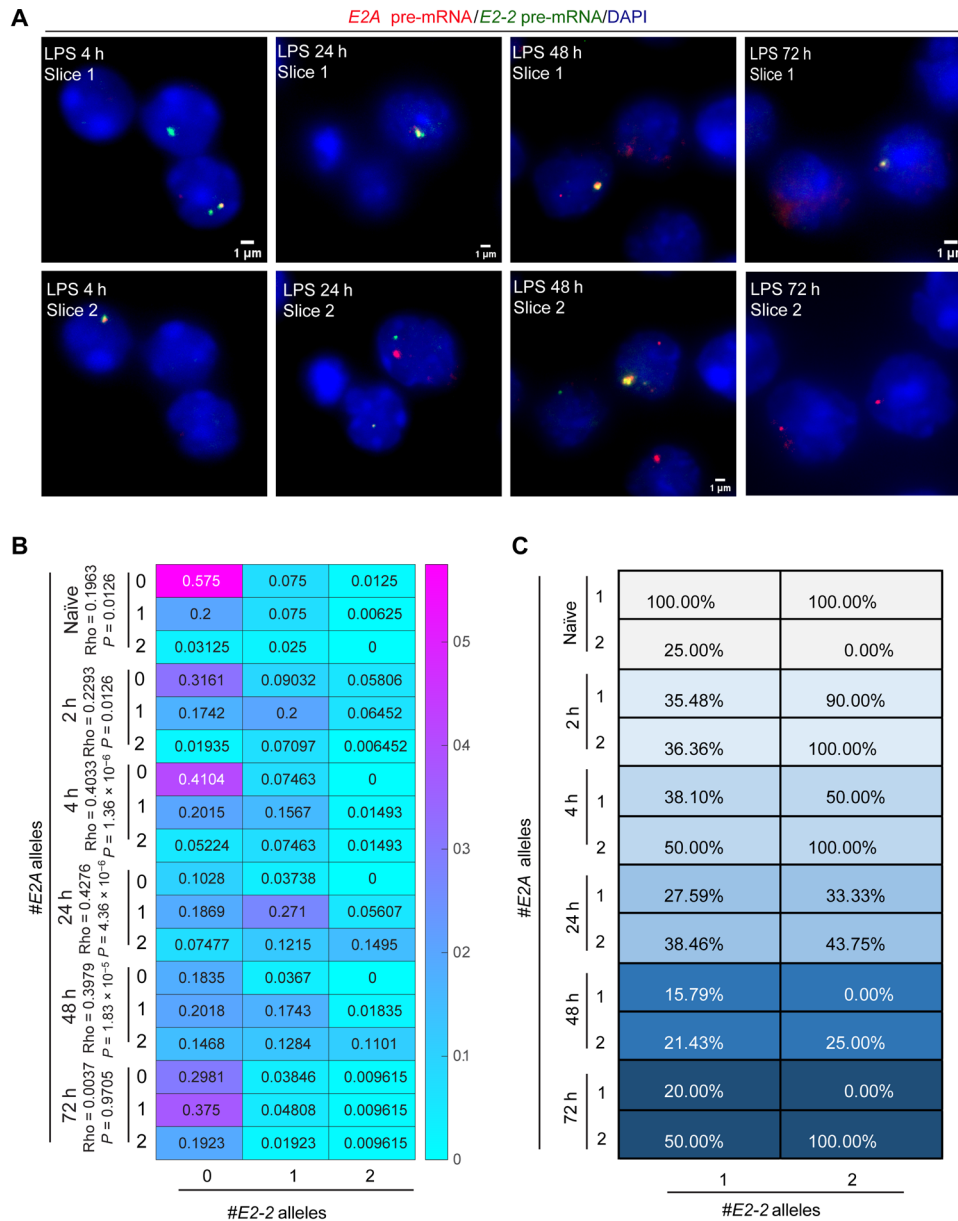 A
E2A pre-mRNA/E2-2 pre-mRNA/DAPI
LPS 4 h
Slice 1
1 µm
LPS 24 h
Slice 1
1 µm
LPS 48 h
Slice 1
LPS 72 h
Slice 1
1 µm
LPS 4 h
Slice 2
LPS 24 h
Slice 2
LPS 48 h
Slice 2
1 µm
LPS 72 h
Slice 2
B
#E2A alleles
Naïve
Rho = 0.1963
P = 0.0126
0 0.575 0.075 0.0125
1 0.2 0.075 0.00625
2 0.03125 0.025 0
2 h
Rho = 0.2293
P = 0.0126
0 0.3161 0.09032 0.05806
1 0.1742 0.2 0.06452
2 0.01935 0.07097 0.006452
4 h
Rho = 0.4033
P = 1.36 × 10⁻⁶
0 0.4104 0.07463 0
1 0.2015 0.1567 0.01493
2 0.05224 0.07463 0.01493
24 h
Rho = 0.4276
P = 4.36 × 10⁻⁶
0 0.1028 0.03738 0
1 0.1869 0.271 0.05607
2 0.07477 0.1215 0.1495
48 h
Rho = 0.3979
P = 1.83 × 10⁻⁵
0 0.1835 0.0367 0
1 0.2018 0.1743 0.01835
2 0.1468 0.1284 0.1101
72 h
Rho = 0.0037
P = 0.9705
0 0.2981 0.03846 0.009615
1 0.375 0.04808 0.009615
2 0.1923 0.01923 0.009615
0 1 2
#E2-2 alleles
05
04
03
02
0.1
0
C
#E2A alleles
Naïve
1 100.00% 100.00%
2 25.00% 0.00%
2 h
1 35.48% 90.00%
2 36.36% 100.00%
4 h
1 38.10% 50.00%
2 50.00% 100.00%
24 h
1 27.59% 33.33%
2 38.46% 43.75%
48 h
1 15.79% 0.00%
2 21.43% 25.00%
72 h
1 20.00% 0.00%
2 50.00% 100.00%
1 2
#E2-2 alleles